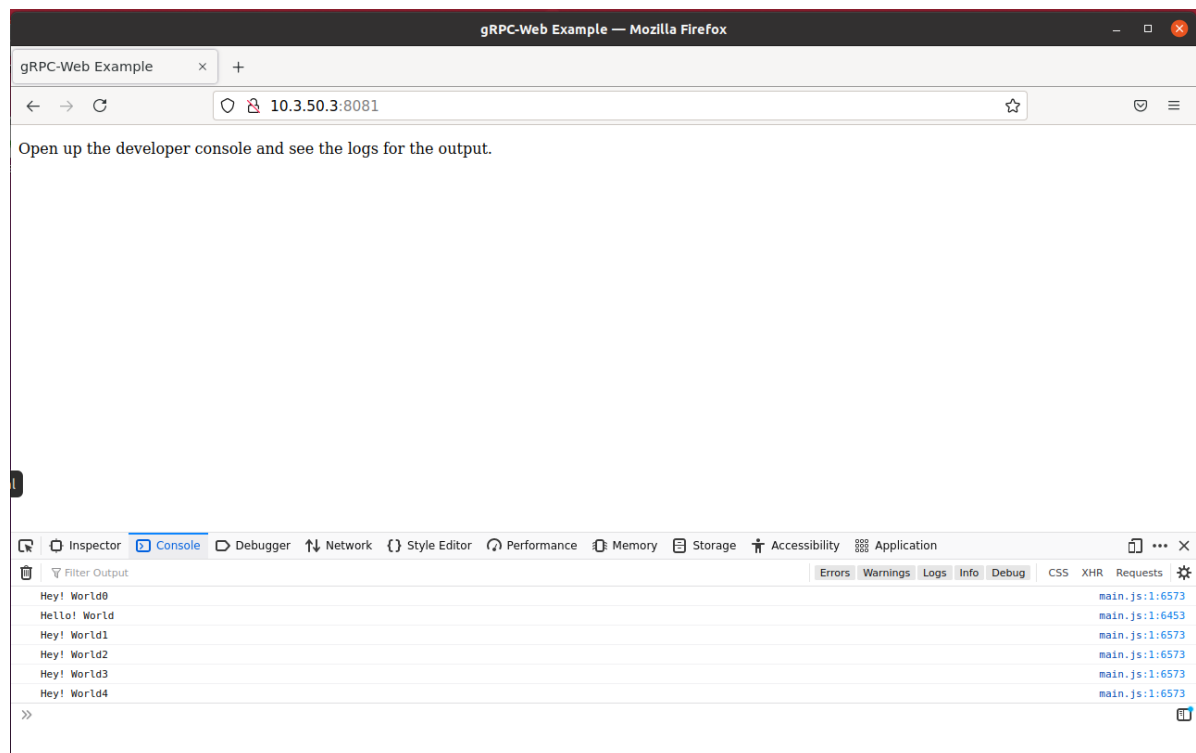 gRPC-Web Example — Mozilla Firefox
gRPC-Web Example
10.3.50.3:8081
Open up the developer console and see the logs for the output.
Inspector Console Debugger Network {} Style Editor Performance Memory Storage Accessibility Application
Filter Output Errors Warnings Logs Info Debug CSS XHR Requests
Hey! World0 main.js:1:6573
Hello! World main.js:1:6453
Hey! World1 main.js:1:6573
Hey! World2 main.js:1:6573
Hey! World3 main.js:1:6573
Hey! World4 main.js:1:6573